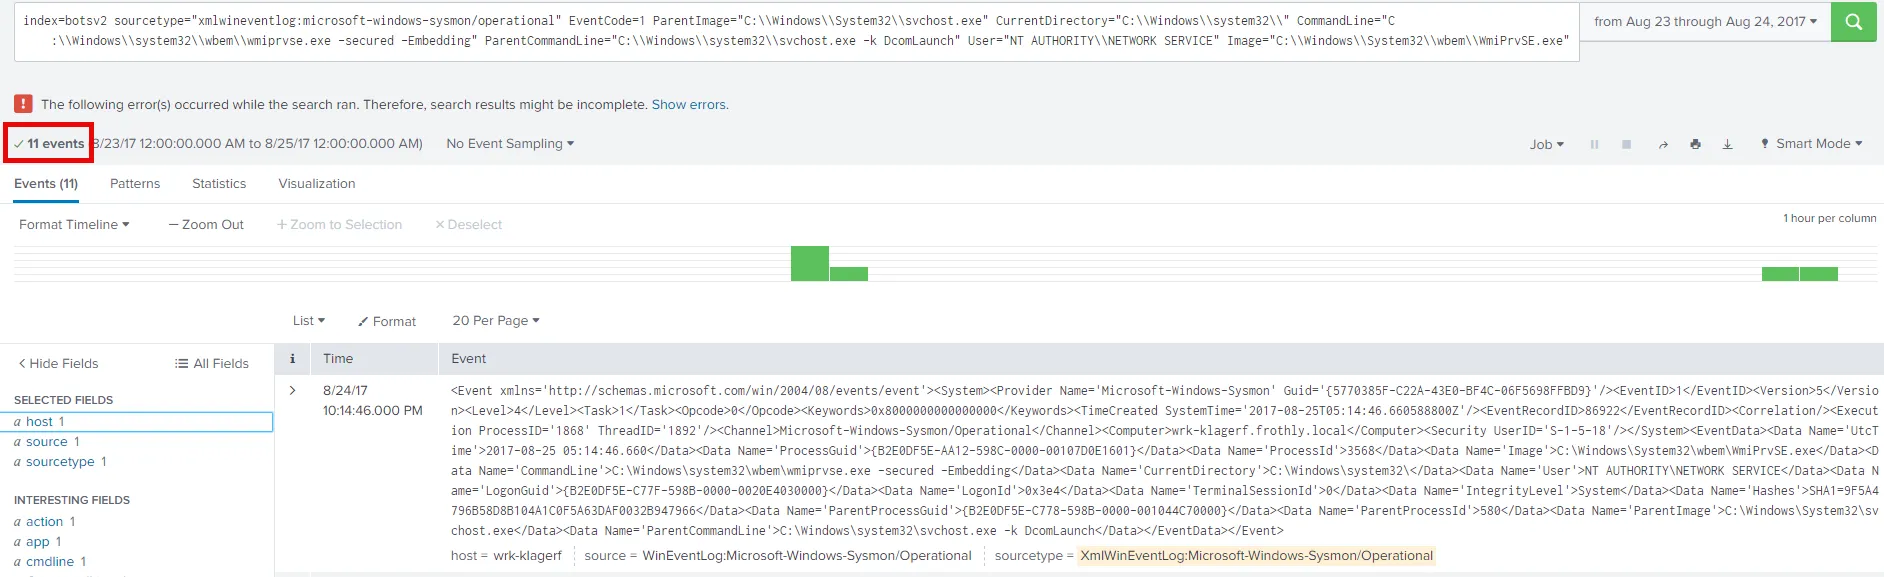 index=botsv2 sourcetype="xmlwineventlog:microsoft-windows-sysmon/operational" EventCode=1 ParentImage="C:\\Windows\\System32\\svchost.exe" CurrentDirectory="C:\\Windows\\system32\\" CommandLine="C
:\\Windows\\system32\\wbem\\wmiprvse.exe -secured -Embedding" ParentCommandLine="C:\\Windows\\system32\\svchost.exe -k DcomLaunch" User="NT AUTHORITY\\NETWORK SERVICE" Image="C:\\Windows\\System32\\wbem\\WmiPrvSE.exe"
from Aug 23 through Aug 24, 2017
The following error(s) occurred while the search ran. Therefore, search results might be incomplete. Show errors.
11 events 8/23/17 12:00:00.000 AM to 8/25/17 12:00:00.000 AM) No Event Sampling
Job Smart Mode
Events (11) Patterns Statistics Visualization
Format Timeline – Zoom Out + Zoom to Selection × Deselect
1 hour per column
List Format 20 Per Page
< Hide Fields All Fields
i Time Event
SELECTED FIELDS
a host 1
a source 1
a sourcetype 1
INTERESTING FIELDS
a action 1
a app 1
a cmdline 1
> 8/24/17
10:14:46.000 PM
<Event xmlns='http://schemas.microsoft.com/win/2004/08/events/event'><System><Provider Name='Microsoft-Windows-Sysmon' Guid='{5770385F-C22A-43E0-BF4C-06F5698FFBD9}'/><EventID>1</EventID><Version>5</Versio
n><Level>4</Level><Task>1</Task><Opcode>0</Opcode><Keywords>0x8000000000000000</Keywords><TimeCreated SystemTime='2017-08-25T05:14:46.660588800Z'/><EventRecordID>86922</EventRecordID><Correlation/><Execut
ion ProcessID='1868' ThreadID='1892'/><Channel>Microsoft-Windows-Sysmon/Operational</Channel><Computer>wrk-klagerf.frothly.local</Computer><Security UserID='S-1-5-18'/></System><EventData><Data Name='UtcT
ime'>2017-08-25 05:14:46.660</Data><Data Name='ProcessGuid'>{B2E0DF5E-AA12-598C-0000-00107D0E1601}</Data><Data Name='ProcessId'>3568</Data><Data Name='Image'>C:\Windows\System32\wbem\WmiPrvSE.exe</Data><D
ata Name='CommandLine'>C:\Windows\system32\wbem\wmiprvse.exe -secured -Embedding</Data><Data Name='CurrentDirectory'>C:\Windows\system32\</Data><Data Name='User'>NT AUTHORITY\NETWORK SERVICE</Data><Data N
ame='LogonGuid'>{B2E0DF5E-C77F-598B-0000-0020E4030000}</Data><Data Name='LogonId'>0x3e4</Data><Data Name='TerminalSessionId'>0</Data><Data Name='IntegrityLevel'>System</Data><Data Name='Hashes'>SHA1=9F5A4
796B58D8B104A1C0F5A63DAF0032B947966</Data><Data Name='ParentProcessGuid'>{B2E0DF5E-C778-598B-0000-001044C70000}</Data><Data Name='ParentProcessId'>580</Data><Data Name='ParentImage'>C:\Windows\System32\sv
chost.exe</Data><Data Name='ParentCommandLine'>C:\Windows\system32\svchost.exe -k DcomLaunch</Data></EventData></Event>
host = wrk-klagerf source = WinEventLog:Microsoft-Windows-Sysmon/Operational sourcetype = XmlWinEventLog:Microsoft-Windows-Sysmon/Operational